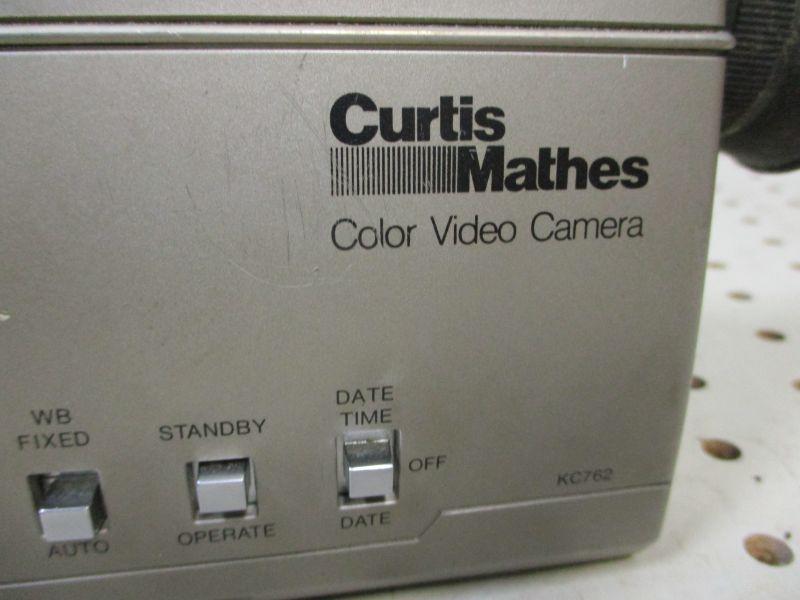 Curtis
Mathes
Color Video Camera
WB
FIXED
AUTO
STANDBY
OPERATE
DATE
TIME
OFF
DATE
KC762